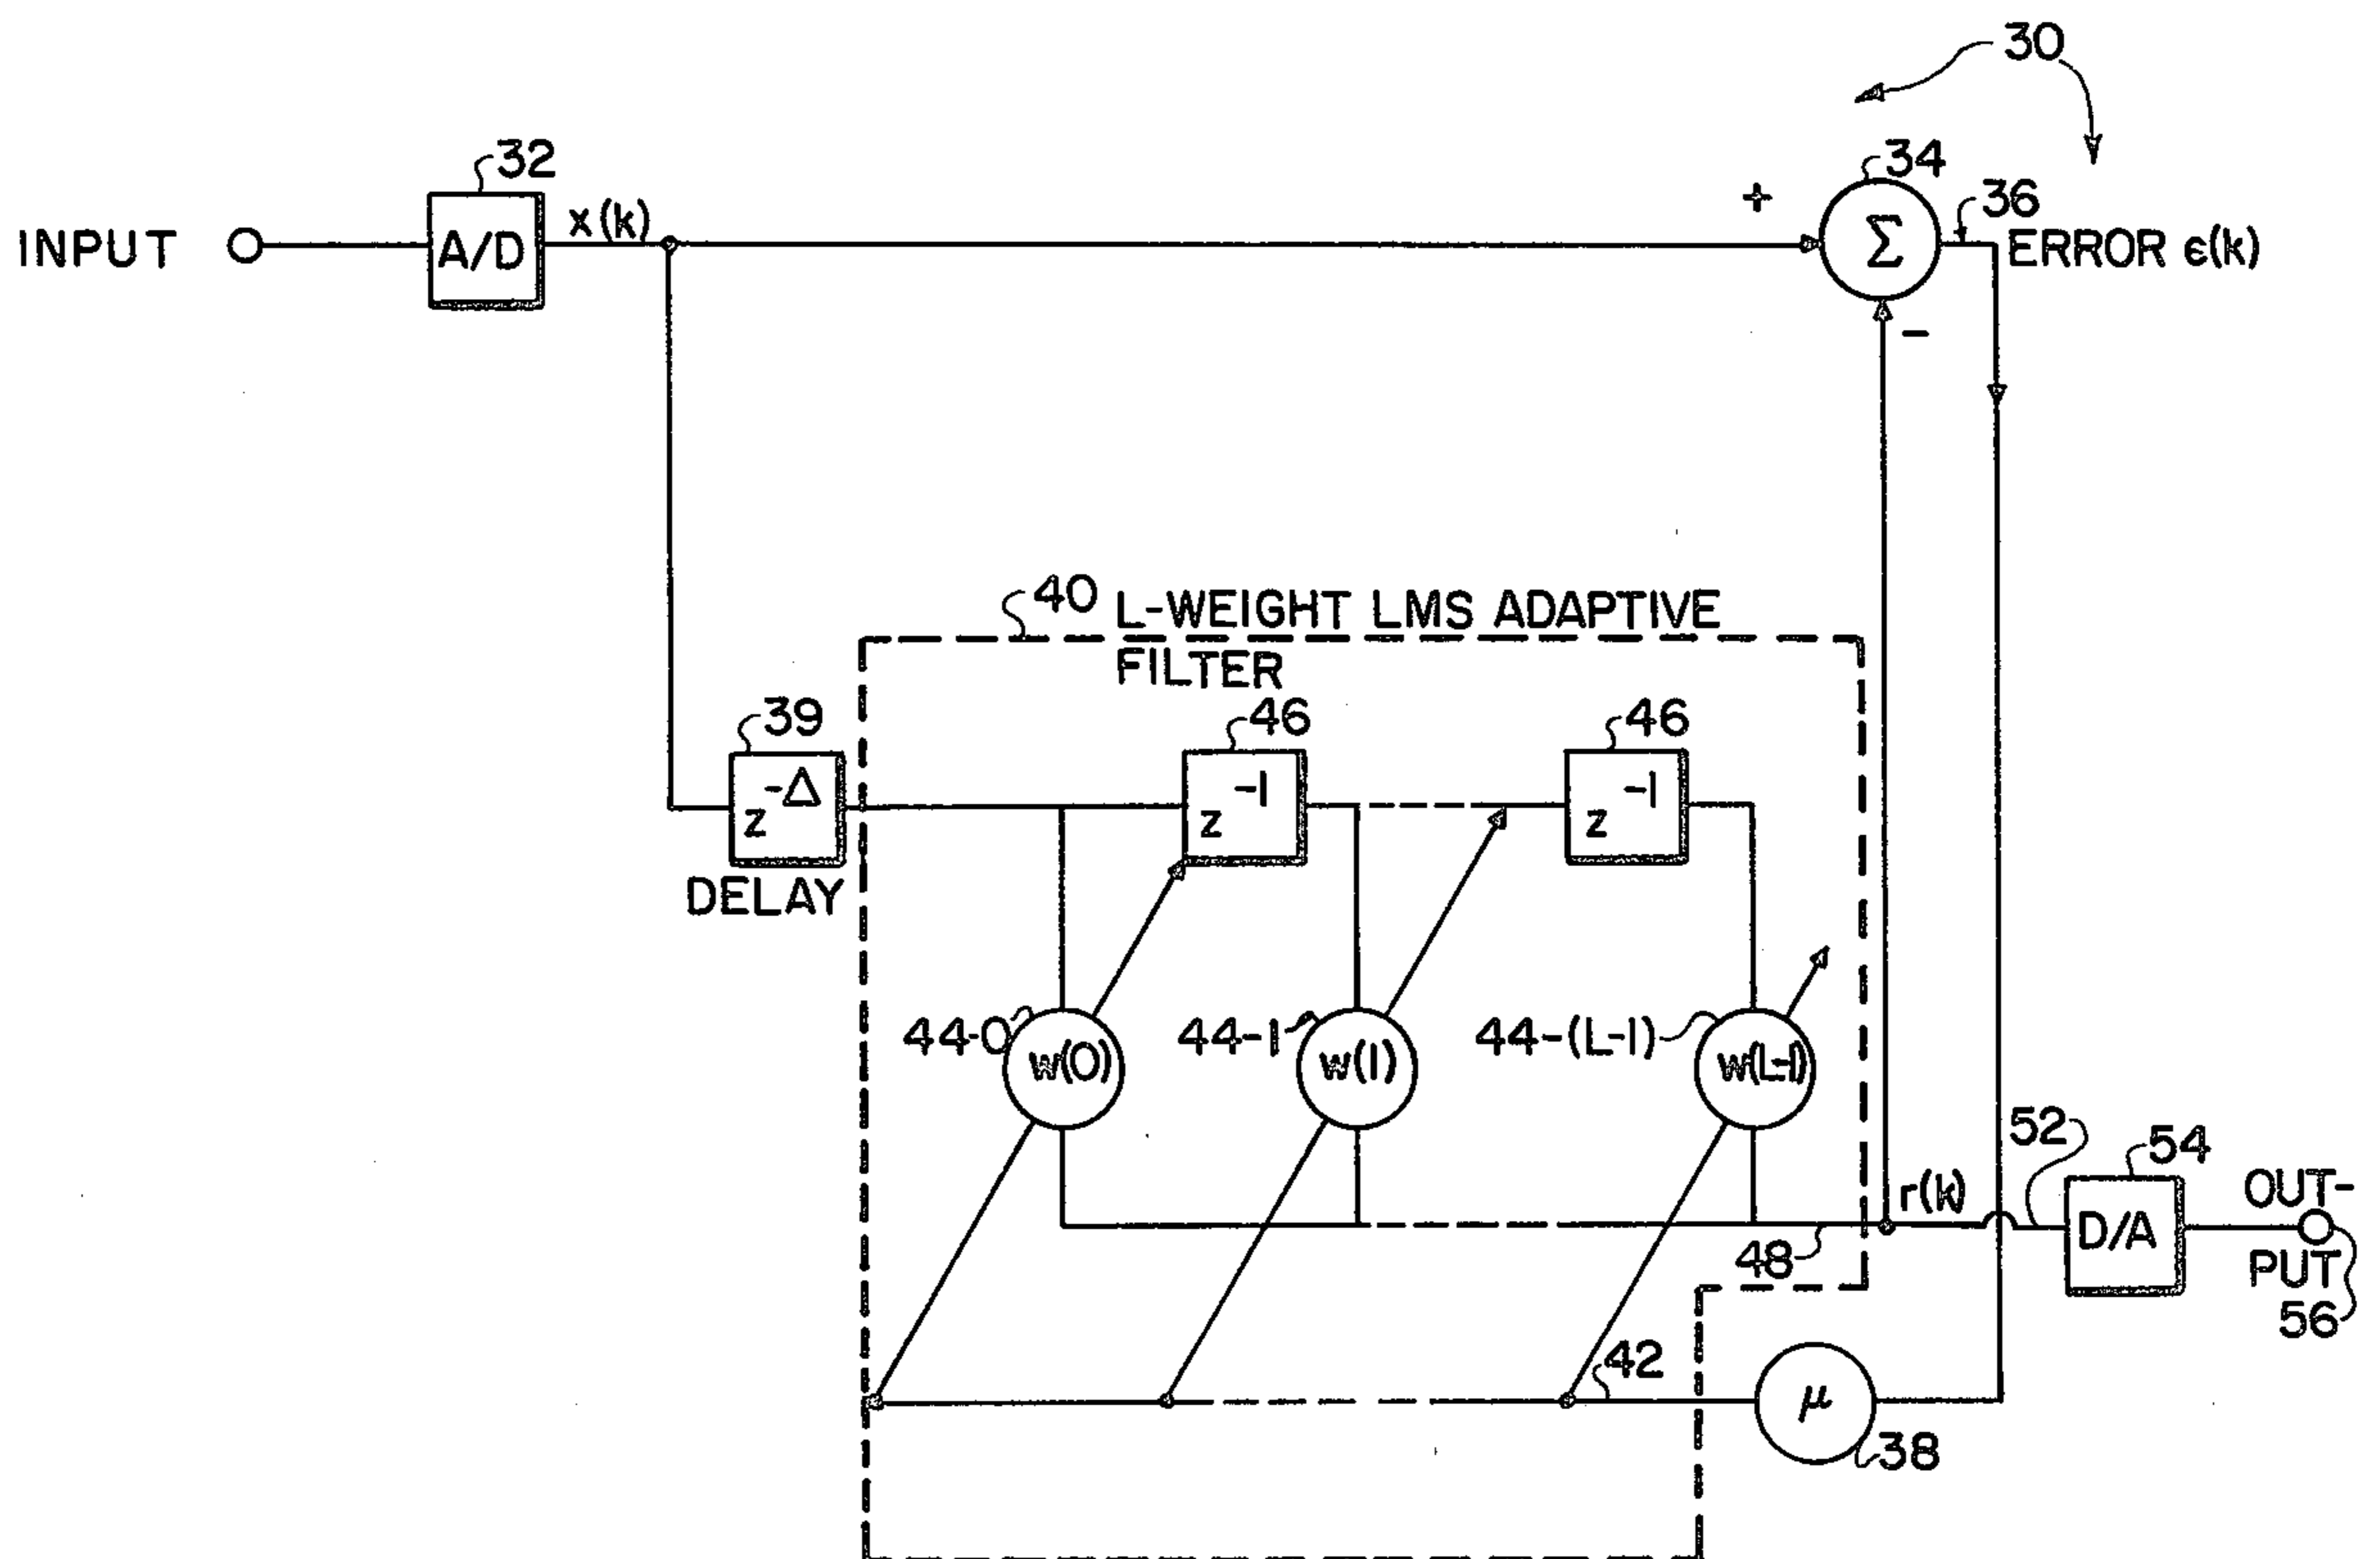 30
32
34
36
INPUT
A/D
x(k)
+
Σ
ERROR ϵ(k)
-
40
L-WEIGHT LMS ADAPTIVE
FILTER
39
46
46
z^-Δ
z^-1
z^-1
DELAY
44-0
w(0)
44-1
w(1)
44-(L-1)
w(L-1)
52
54
r(k)
OUT-
D/A
PUT
48
56
42
μ
38